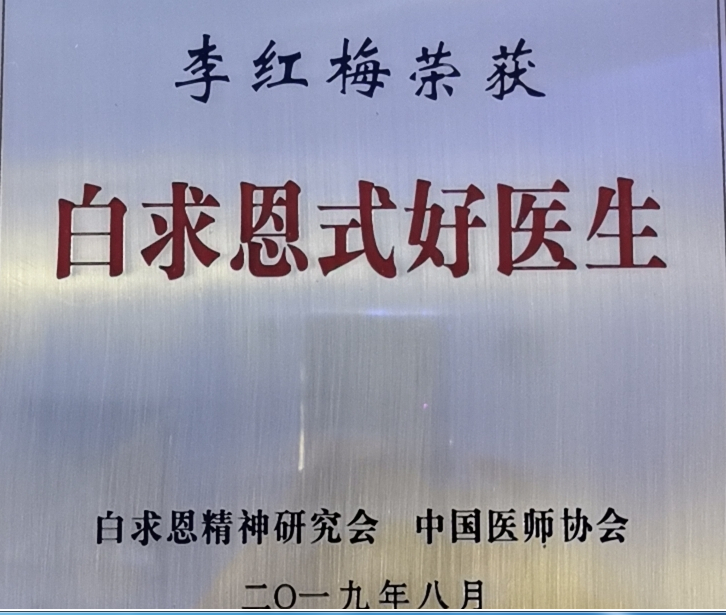 李红梅荣获
白求恩式好医生
白求恩精神研究会 中国医师协会
二〇一九年八月